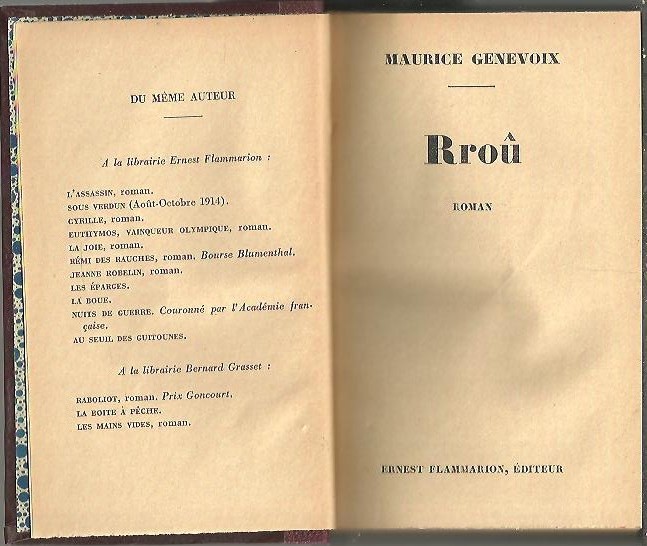 DU MÊME AUTEUR
A la librairie Ernest Flammarion :
L'ASSASSIN, roman.
SOUS VERDUN (Août-Octobre 1914).
CYRILLE, roman.
EUTHYMOS, VAINQUEUR OLYMPIQUE, roman.
LA JOIE, roman.
RÉMI DES RAUCHES, roman. Bourse Blumenthal.
JEANNE ROBELIN, roman.
LES ÉPARGES.
LA BOUE.
NUITS DE GUERRE. Couronné par l'Académie fran-
çaise.
AU SEUIL DES GUITOUNES.
A la librairie Bernard Grasset :
RABOLIOT, roman. Prix Goncourt.
LA BOITE À PÊCHE.
LES MAINS VIDES, roman.
MAURICE GENEVOIX
Rroû
ROMAN
ERNEST FLAMMARION, ÉDITEUR